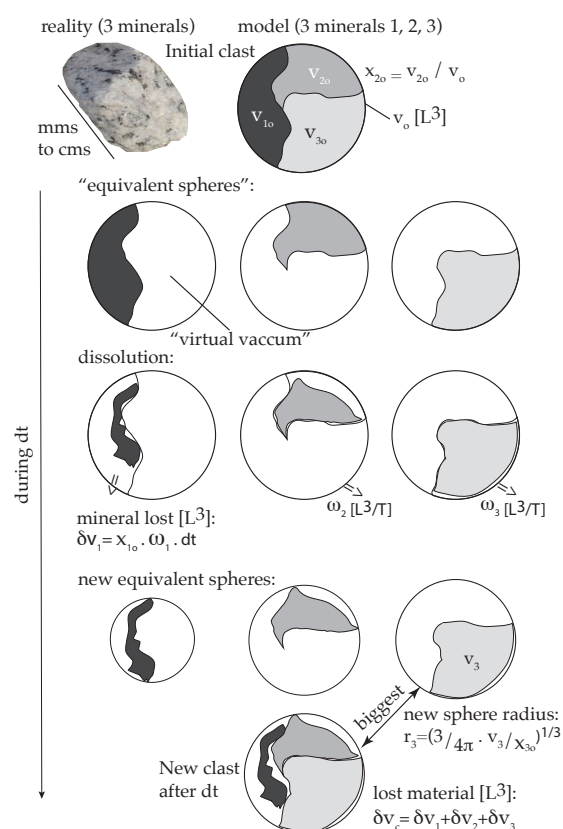 reality (3 minerals)
model (3 minerals 1, 2, 3)
Initial clast
x₂ₒ = v₂ₒ / vₒ
v₂ₒ
v₁ₒ
v₃ₒ
vₒ [L³]
mms
to cms
"equivalent spheres":
"virtual vaccum"
dissolution:
during dt
mineral lost [L³]:
δv₁= x₁ₒ . ω₁ . dt
ω₂ [L³/T]
ω₃ [L³/T]
new equivalent spheres:
v₃
biggest
new sphere radius:
r₃=(3/4π . v₃/x₃ₒ)1/3
New clast
after dt
lost material [L³]:
δv꜀= δv₁+δv₂+δv₃